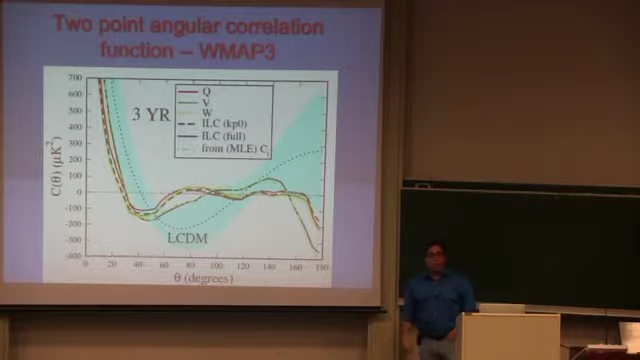 Two point angular correlation
function – WMAP3
3 YR
Q
V
W
ILC (kp0)
ILC (full)
from (MLE) Cl
LCDM
C(θ) (μK²)
700
600
500
400
300
200
100
0
-100
-200
-300
-400
0 20 40 60 80 100 120 140 160 180
θ (degrees)